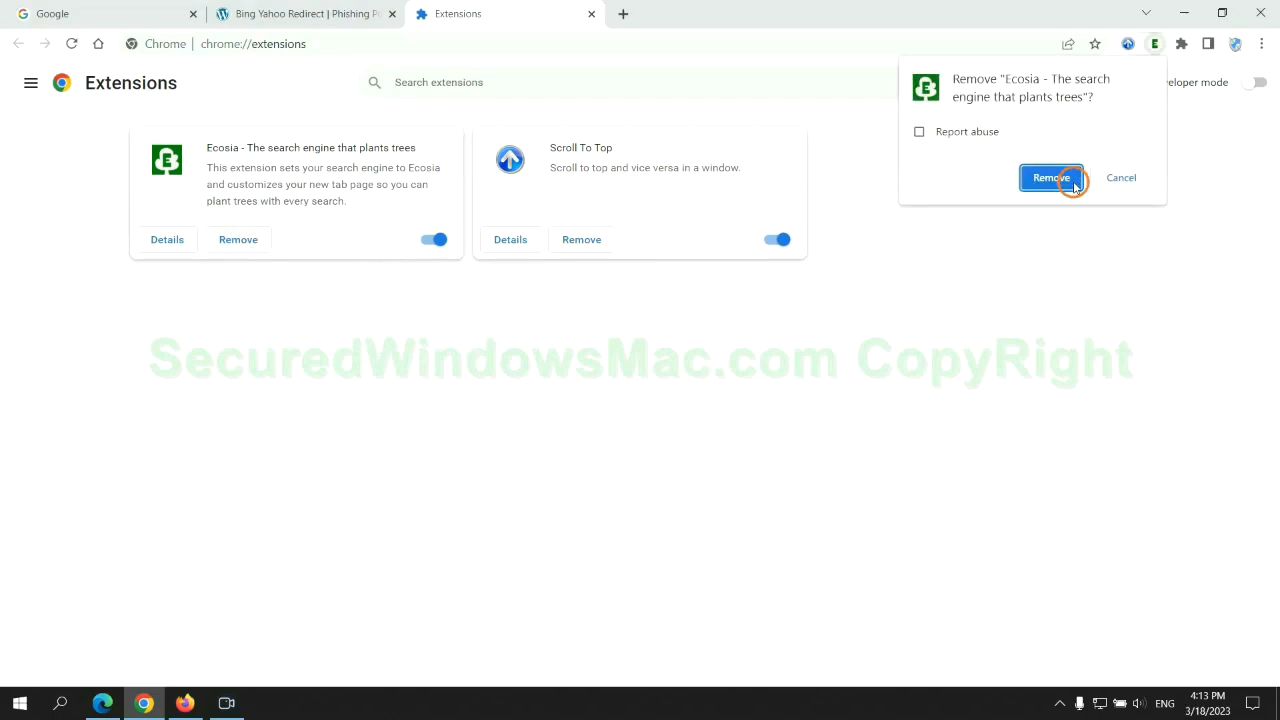 Google
Bing Yahoo Redirect | Phishing Pe
Extensions
Chrome | chrome://extensions
Extensions
Search extensions
eloper mode
Remove "Ecosia - The search
engine that plants trees"?
Report abuse
Remove
Cancel
Ecosia - The search engine that plants trees
This extension sets your search engine to Ecosia
and customizes your new tab page so you can
plant trees with every search.
Details
Remove
Scroll To Top
Scroll to top and vice versa in a window.
Details
Remove
SecuredWindowsMac.com CopyRight
ENG
4:13 PM
3/18/2023